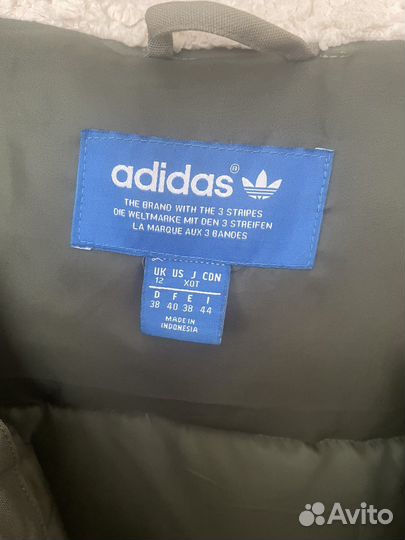 adidas®
THE BRAND WITH THE 3 STRIPES
DIE WELTMARKE MIT DEN 3 STREIFEN
LA MARQUE AUX 3 BANDES
UK US J CDN
12 XOT
D F E I
38 40 38 44
MADE IN
INDONESIA
Avito